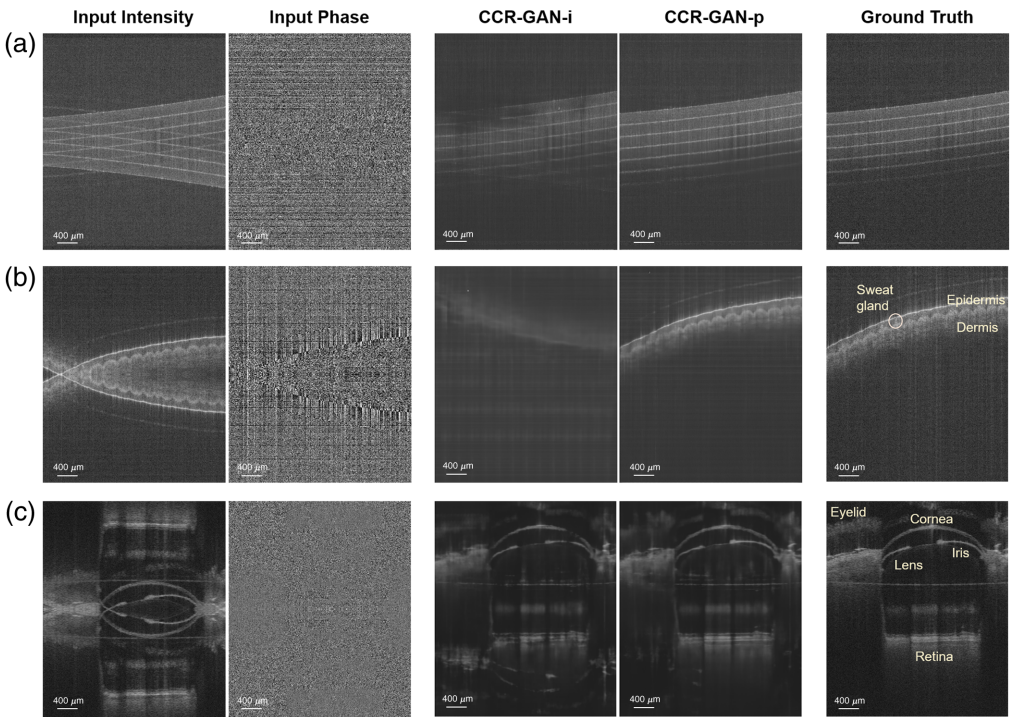 Input Intensity Input Phase CCR-GAN-i CCR-GAN-p Ground Truth
(a)
400 μm 400 μm 400 μm 400 μm 400 μm
(b)
Sweat
gland
Epidermis
Dermis
400 μm 400 μm 400 μm 400 μm 400 μm
(c)
Eyelid
Cornea
Iris
Lens
Retina
400 μm 400 μm 400 μm 400 μm 400 μm